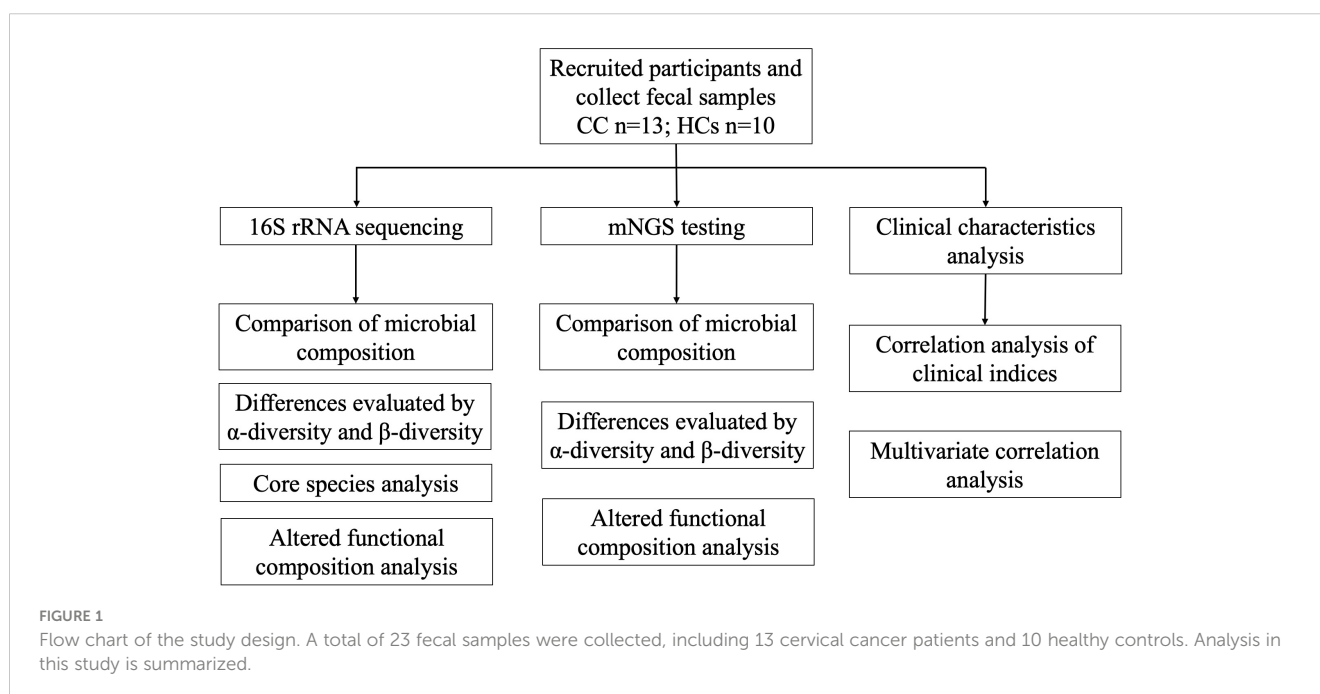 Recruited participants and
collect fecal samples
CC n=13; HCs n=10
16S rRNA sequencing
mNGS testing
Clinical characteristics
analysis
Comparison of microbial
composition
Differences evaluated by
α-diversity and β-diversity
Core species analysis
Altered functional
composition analysis
Comparison of microbial
composition
Differences evaluated by
α-diversity and β-diversity
Altered functional
composition analysis
Correlation analysis of
clinical indices
Multivariate correlation
analysis
FIGURE 1
Flow chart of the study design. A total of 23 fecal samples were collected, including 13 cervical cancer patients and 10 healthy controls. Analysis in
this study is summarized.